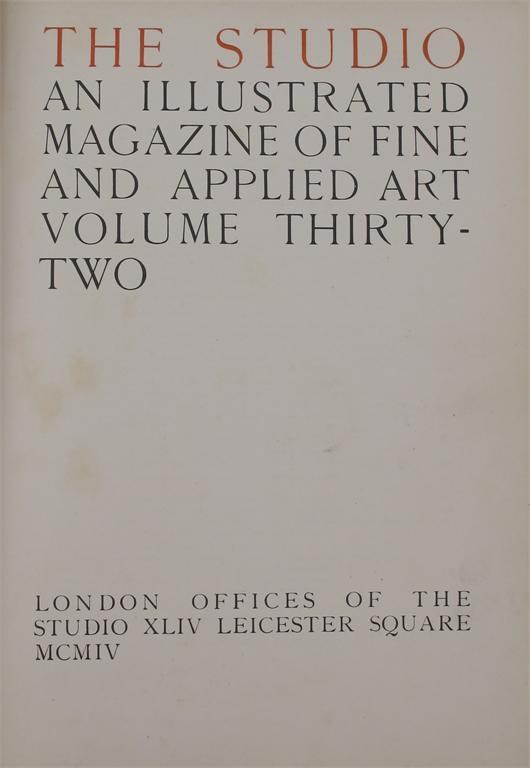 THE STUDIO
AN ILLUSTRATED
MAGAZINE OF FINE
AND APPLIED ART
VOLUME THIRTY-
TWO
LONDON OFFICES OF THE
STUDIO XLIV LEICESTER SQUARE
MCMIV